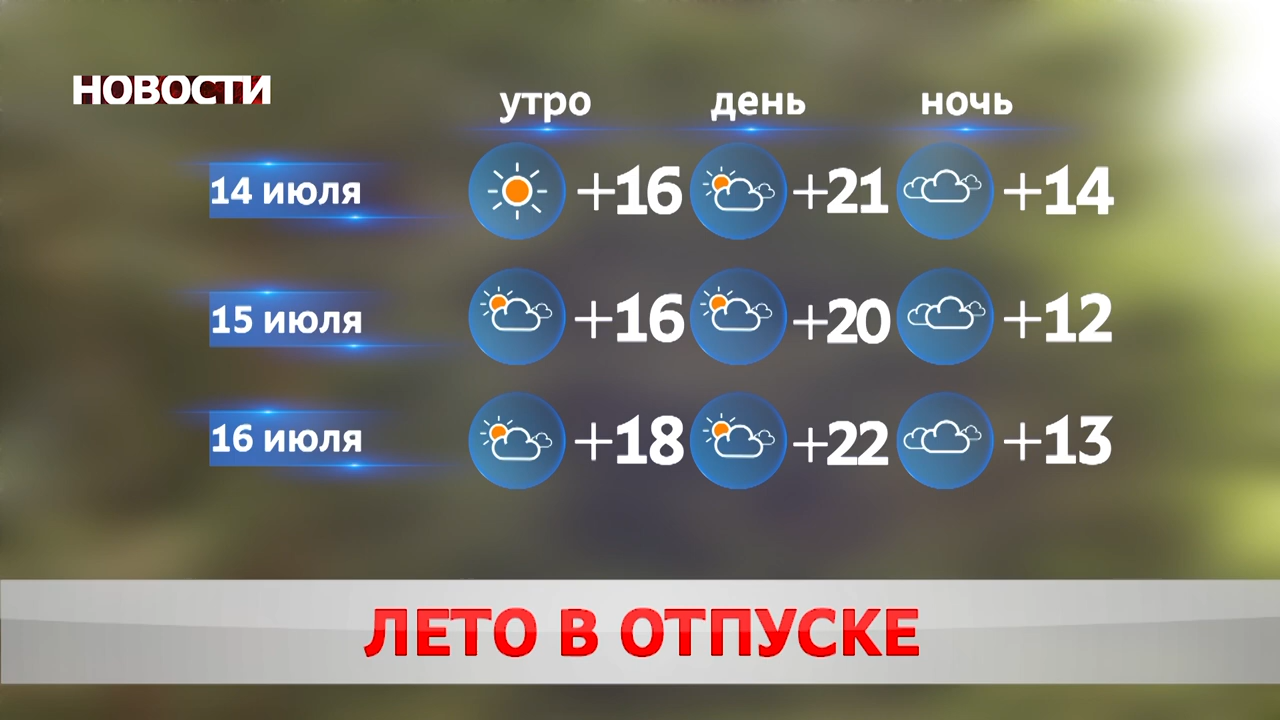 НОВОСТИ
утро день ночь
14 июля +16 +21 +14
15 июля +16 +20 +12
16 июля +18 +22 +13
ЛЕТО В ОТПУСКЕ